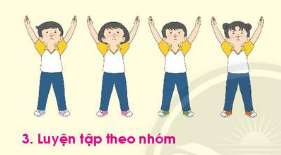 3. Luyện tập theo nhóm